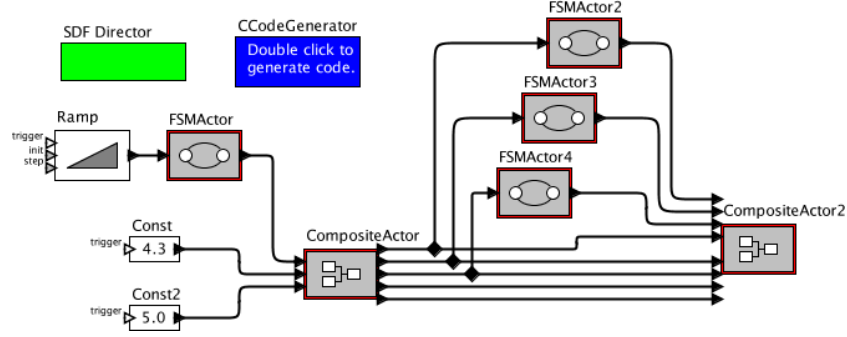 FSMActor2
SDF Director
CCodeGenerator
Double click to
generate code.
FSMActor3
Ramp
FSMActor
trigger
init
step
FSMActor4
CompositeActor2
Const
trigger
4.3
CompositeActor
Const2
trigger
5.0